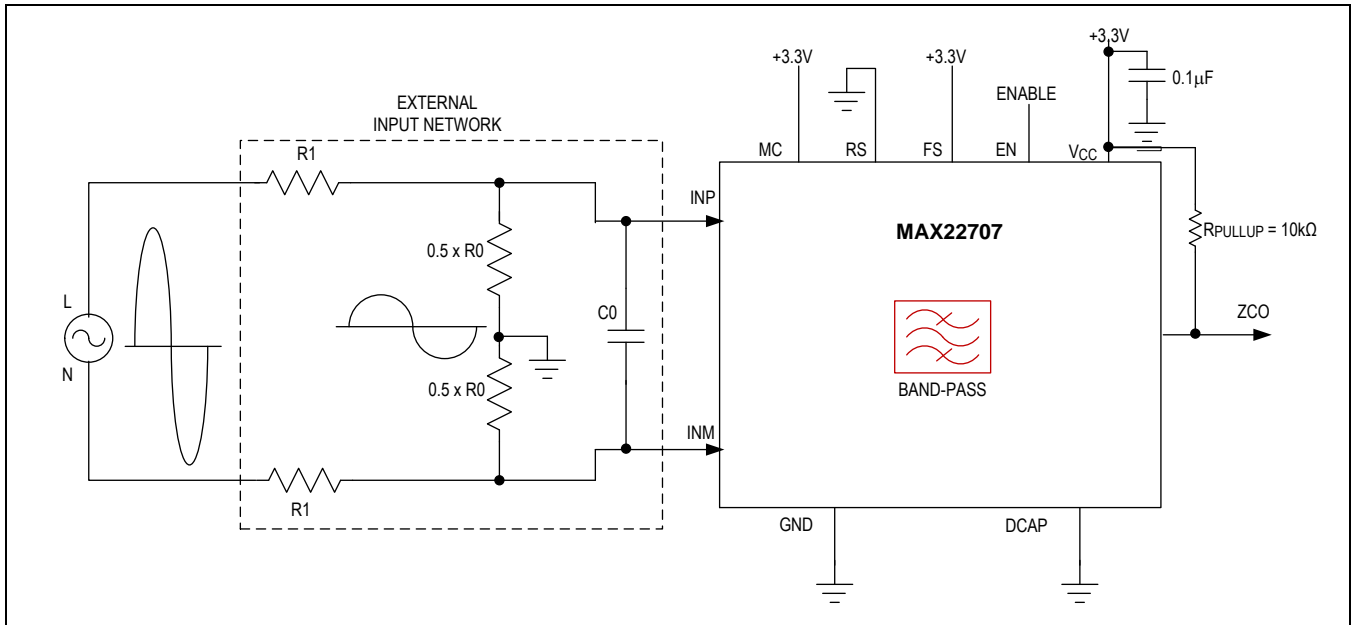 +3.3V
+3.3V
+3.3V
0.1μF
ENABLE
EXTERNAL
INPUT NETWORK
MC
RS
FS
EN
VCC
R1
INP
MAX22707
RPULLUP = 10kΩ
0.5 x R0
L
N
C0
ZCO
0.5 x R0
BAND-PASS
INM
R1
GND
DCAP